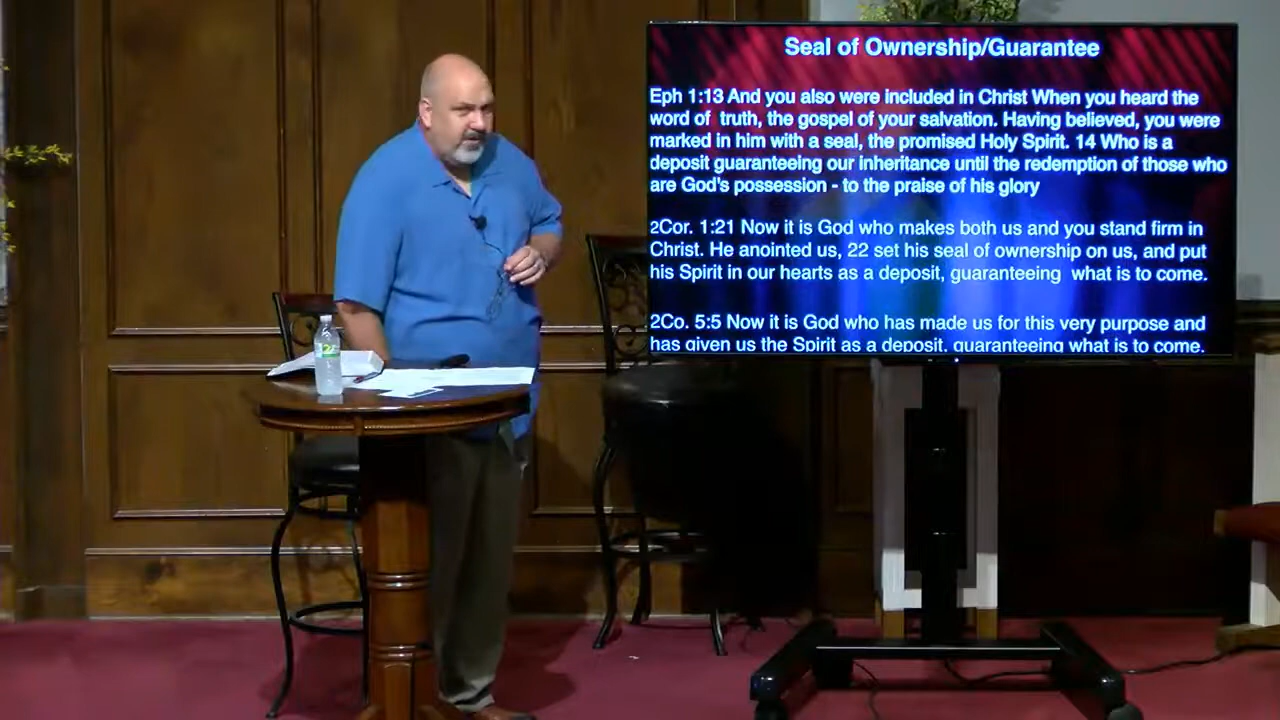 Seal of Ownership/Guarantee
Eph 1:13 And you also were included in Christ When you heard the
word of truth, the gospel of your salvation. Having believed, you were
marked in him with a seal, the promised Holy Spirit. 14 Who is a
deposit guaranteeing our inheritance until the redemption of those who
are God's possession - to the praise of his glory
2Cor. 1:21 Now it is God who makes both us and you stand firm in
Christ. He anointed us, 22 set his seal of ownership on us, and put
his Spirit in our hearts as a deposit, guaranteeing what is to come.
2Co. 5:5 Now it is God who has made us for this very purpose and
has given us the Spirit as a deposit, guaranteeing what is to come.